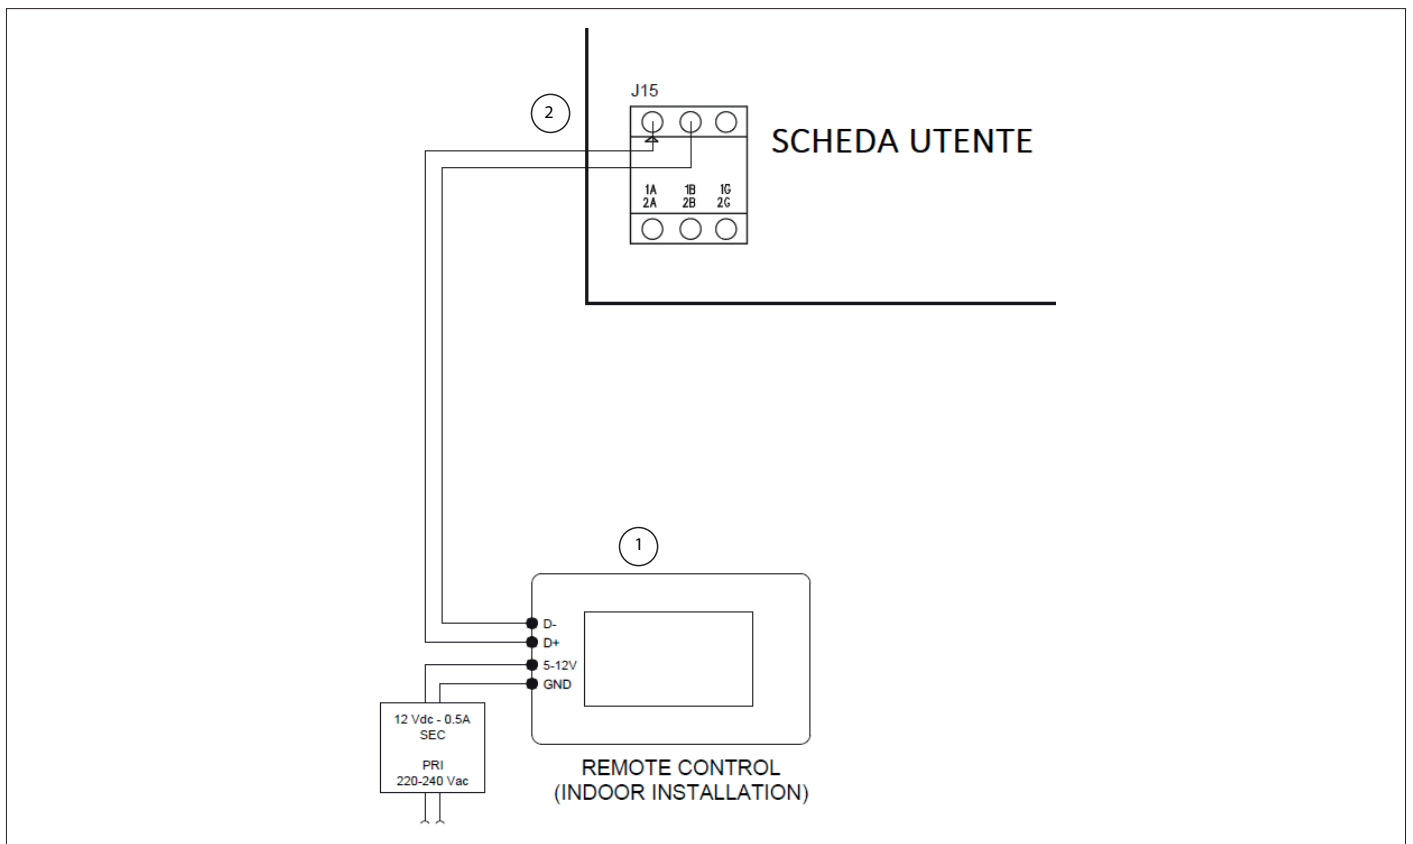 J15
2
SCHEDA UTENTE
1A 1B 1G
2A 2B 2G
1
D-
D+
5-12V
GND
12 Vdc - 0.5A
SEC
PRI
220-240 Vac
REMOTE CONTROL
(INDOOR INSTALLATION)